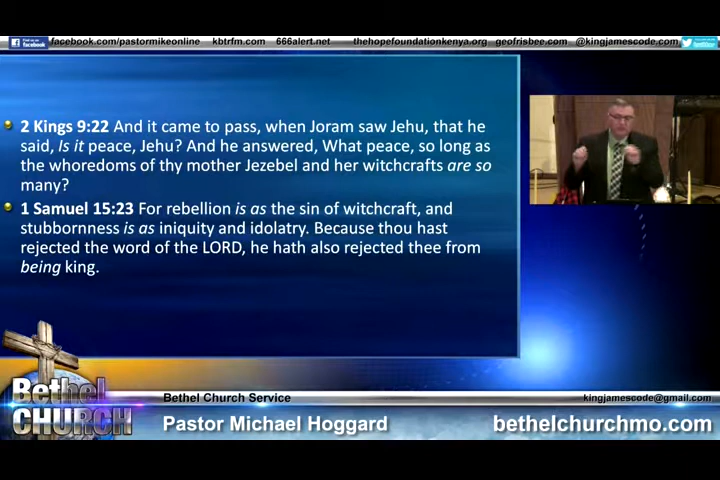 Find us on facebook facebook.com/pastormikeonline kbtrfm.com 666alert.net thehopefoundationkenya.org geofrisbee.com @kingjamescode.com
2 Kings 9:22 And it came to pass, when Joram saw Jehu, that he
said, Is it peace, Jehu? And he answered, What peace, so long as
the whoredoms of thy mother Jezebel and her witchcrafts are so
many?
1 Samuel 15:23 For rebellion is as the sin of witchcraft, and
stubbornness is as iniquity and idolatry. Because thou hast
rejected the word of the LORD, he hath also rejected thee from
being king.
Bethel
CHURCH
Bethel Church Service
kingjamescode@gmail.com
Pastor Michael Hoggard
bethelchurchmo.com